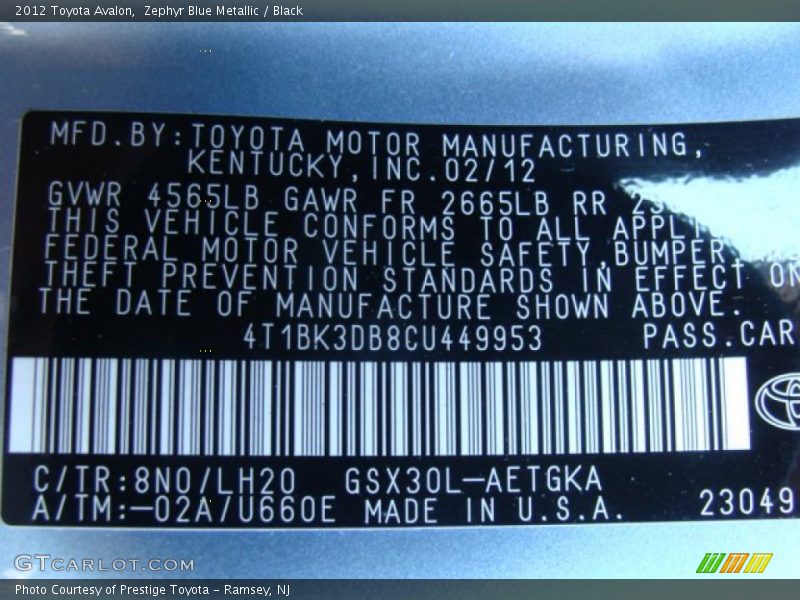 2012 Toyota Avalon,  Zephyr Blue Metallic / Black
MFD.BY:TOYOTA MOTOR MANUFACTURING,
KENTUCKY,INC.02/12
GVWR 4565LB GAWR FR 2665LB RR
THIS VEHICLE CONFORMS TO ALL
FEDERAL MOTOR VEHICLE SAFETY,BUMPER
THEFT PREVENTION STANDARDS IN EFFECT ON
THE DATE OF MANUFACTURE SHOWN ABOVE.
4T1BK3DB8CU449953 PASS.CAR
C/TR:8N0/LH20 GSX30L-AETGKA
A/TM:-02A/U660E MADE IN U.S.A. 23049
GTCARLOT.COM
Photo Courtesy of Prestige Toyota - Ramsey, NJ